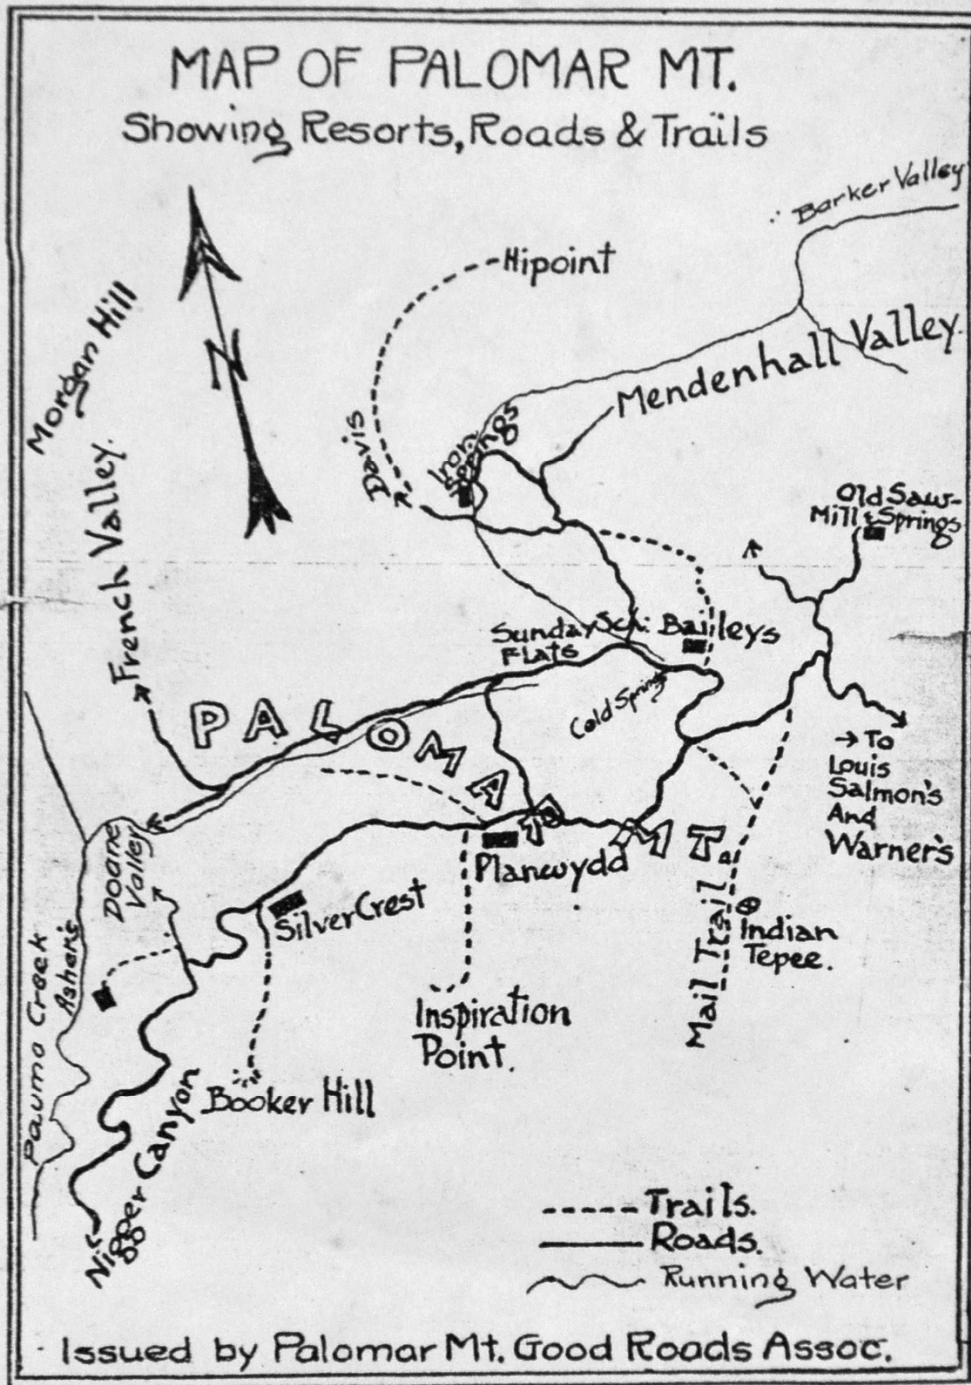 MAP OF PALOMAR MT.
Showing Resorts, Roads & Trails
Barker Valley
Hipoint
Morgan Hill
N
Mendenhall Valley.
Davis
Iron
Springs
French Valley.
Old Saw-
Mill & Springs
Sunday Sch: Baileys
Flats
Cold Springs
PALOMAR MT.
→ To
Louis
Salmon's
And
Warner's
Doane
Valley
Planwydd
Silver Crest
Mail Trail
Indian
Tepee.
Pauma Creek
Asher's
Inspiration
Point.
Booker Hill
Nigger Canyon
Trails.
Roads.
Running Water
Issued by Palomar Mt. Good Roads Assoc.